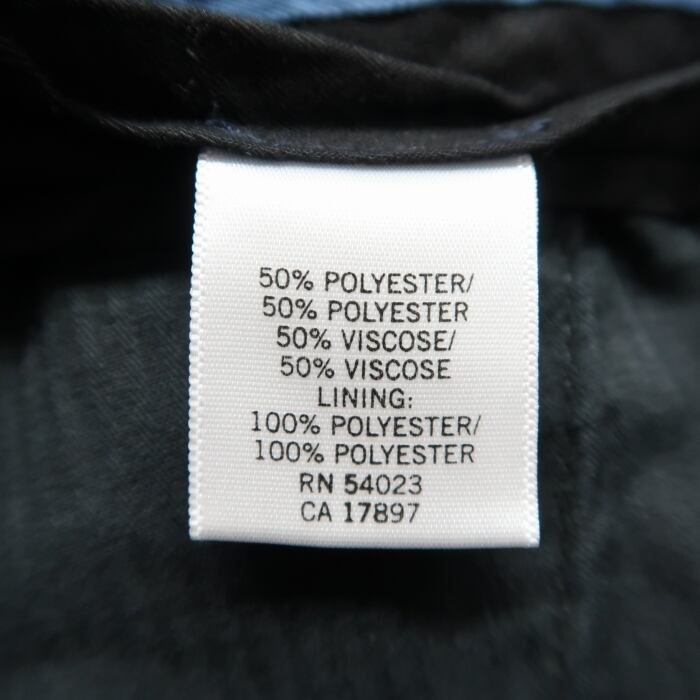 50% POLYESTER/
50% POLYESTER
50% VISCOSE/
50% VISCOSE
LINING:
100% POLYESTER/
100% POLYESTER
RN 54023
CA 17897